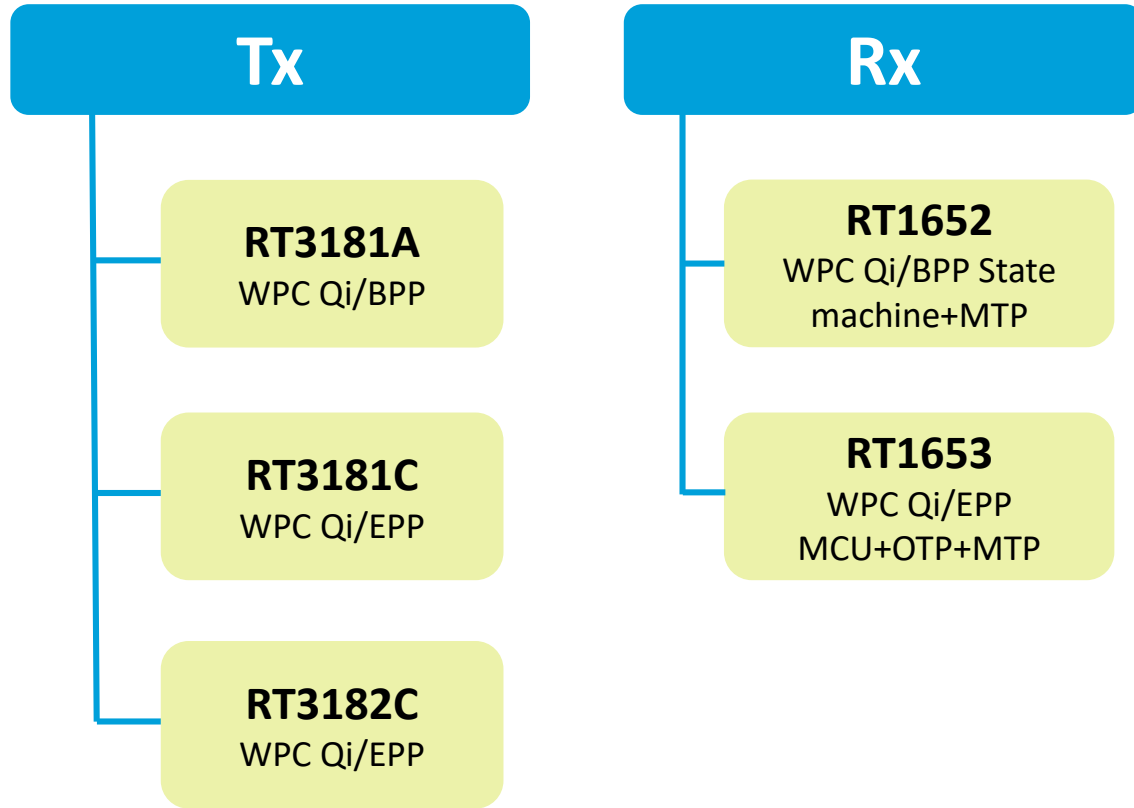 Tx
RT3181A
WPC Qi/BPP
RT3181C
WPC Qi/EPP
RT3182C
WPC Qi/EPP
Rx
RT1652
WPC Qi/BPP State
machine+MTP
RT1653
WPC Qi/EPP
MCU+OTP+MTP